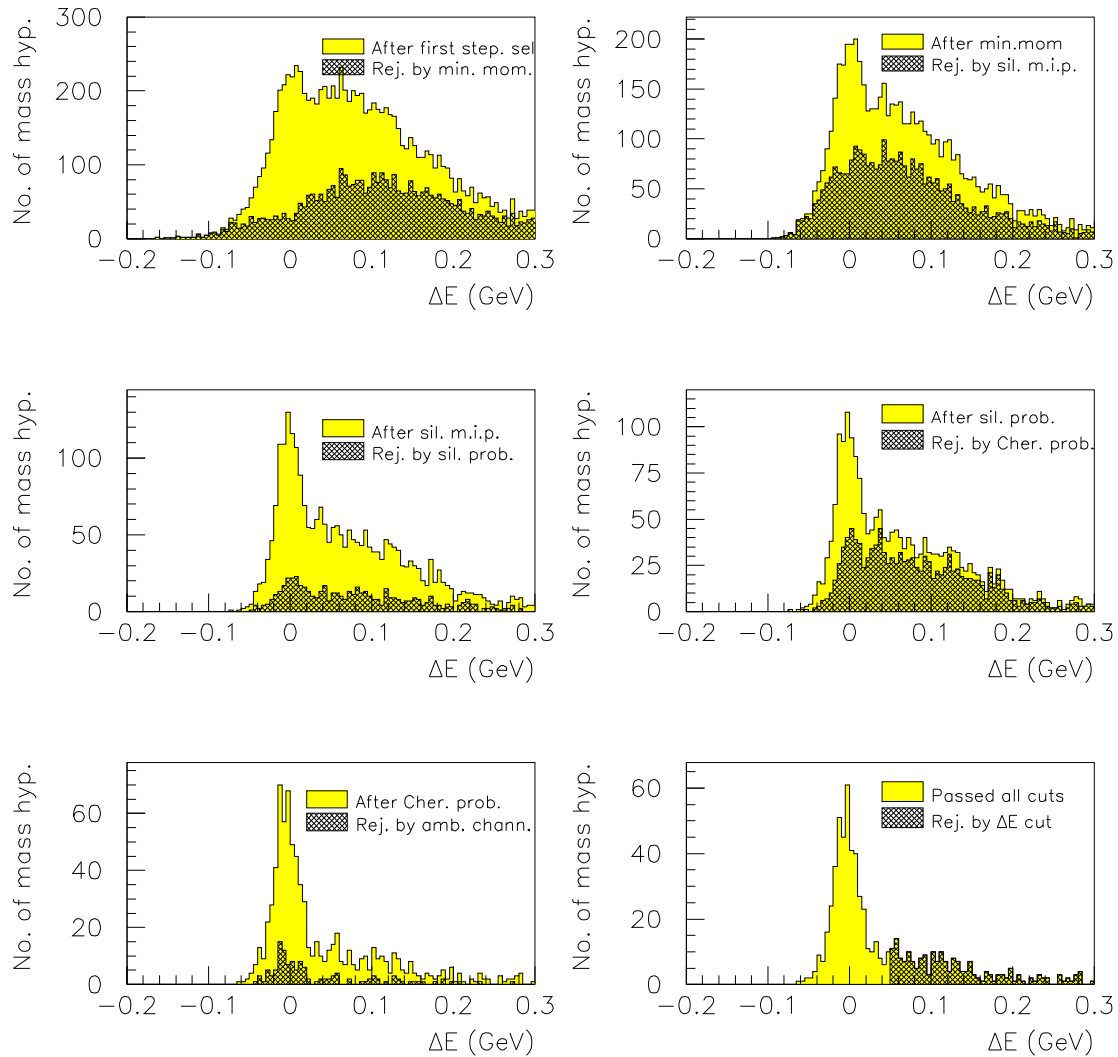 No. of mass hyp.
300
200
100
0
After first step. sel
Rej. by min. mom.
−0.2 −0.1 0 0.1 0.2 0.3
ΔE (GeV)
No. of mass hyp.
200
150
100
50
0
After min.mom
Rej. by sil. m.i.p.
−0.2 −0.1 0 0.1 0.2 0.3
ΔE (GeV)
No. of mass hyp.
100
50
0
After sil. m.i.p.
Rej. by sil. prob.
−0.2 −0.1 0 0.1 0.2 0.3
ΔE (GeV)
No. of mass hyp.
100
75
50
25
0
After sil. prob.
Rej. by Cher. prob.
−0.2 −0.1 0 0.1 0.2 0.3
ΔE (GeV)
No. of mass hyp.
60
40
20
0
After Cher. prob.
Rej. by amb. chann.
−0.2 −0.1 0 0.1 0.2 0.3
ΔE (GeV)
No. of mass hyp.
60
40
20
0
Passed all cuts
Rej. by ΔE cut
−0.2 −0.1 0 0.1 0.2 0.3
ΔE (GeV)